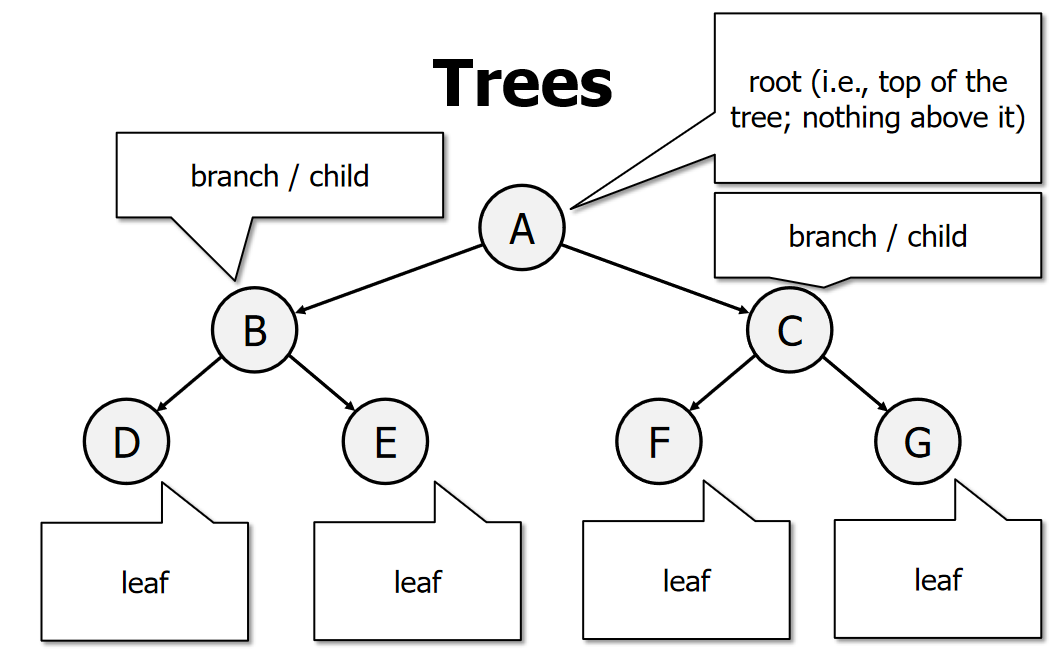 Trees
root (i.e., top of the
tree; nothing above it)
branch / child
A
branch / child
B
C
D
E
F
G
leaf
leaf
leaf
leaf